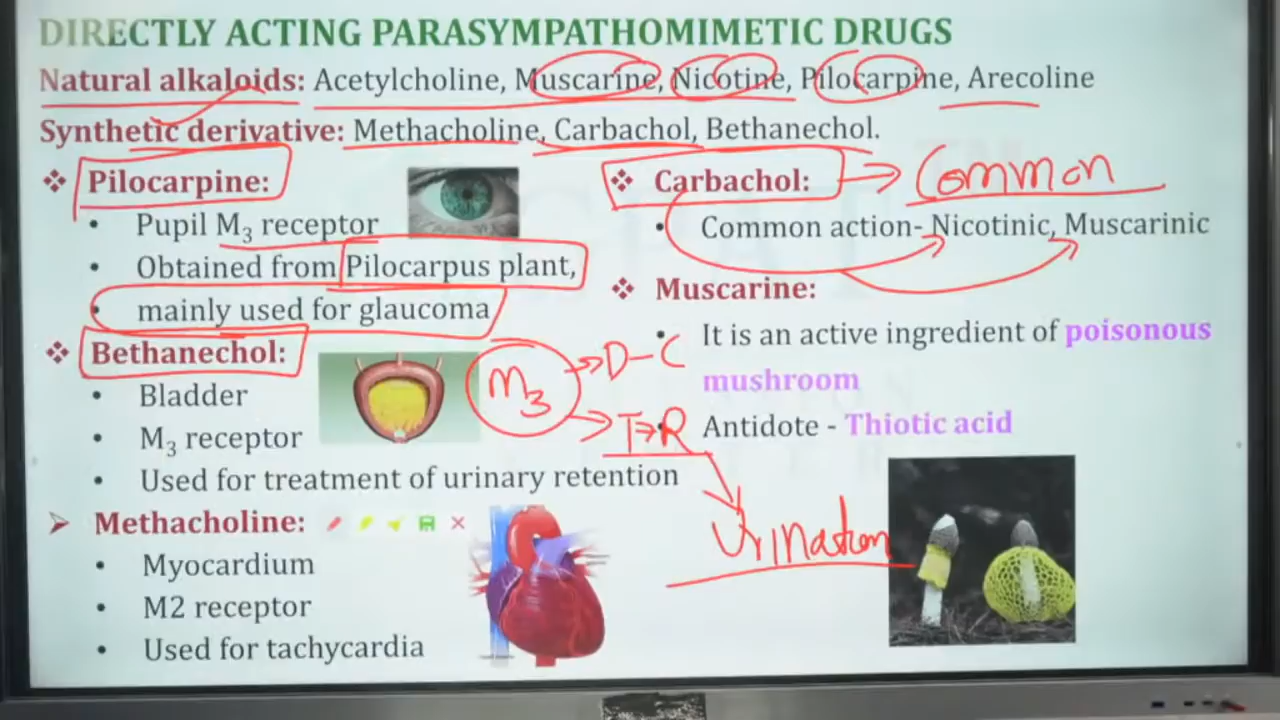 DIRECTLY ACTING PARASYMPATHOMIMETIC DRUGS
Natural alkaloids: Acetylcholine, Muscarine, Nicotine, Pilocarpine, Arecoline
Synthetic derivative: Methacholine, Carbachol, Bethanechol.
❖ Pilocarpine:
• Pupil M₃ receptor
• Obtained from Pilocarpus plant,
• mainly used for glaucoma
❖ Bethanechol:
• Bladder
• M₃ receptor
• Used for treatment of urinary retention
➤ Methacholine:
• Myocardium
• M2 receptor
• Used for tachycardia
M₃ → D-C
→ T→R
Urination
❖ Carbachol: → Common
• Common action- Nicotinic, Muscarinic
❖ Muscarine:
• It is an active ingredient of poisonous
mushroom
• Antidote - Thiotic acid